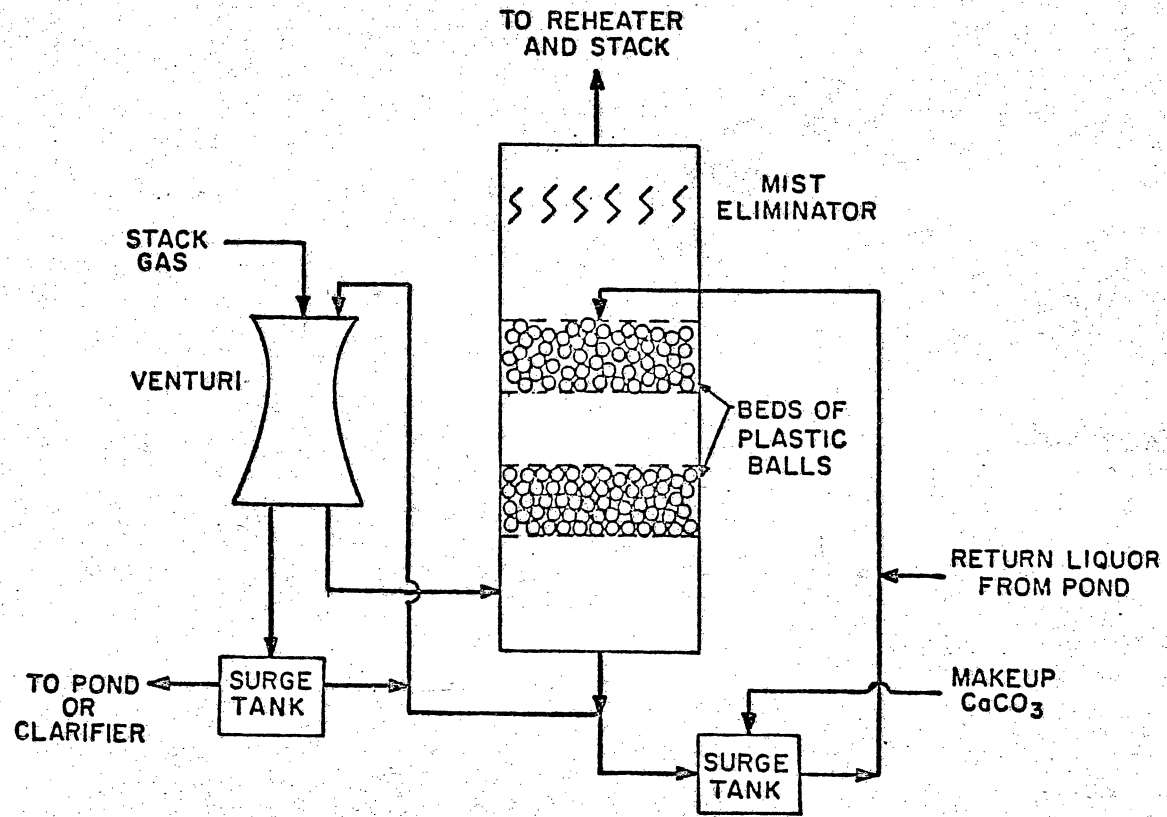 TO REHEATER
AND STACK
MIST
ELIMINATOR
STACK
GAS
VENTURI
BEDS OF
PLASTIC
BALLS
RETURN LIQUOR
FROM POND
TO POND
OR
CLARIFIER
SURGE
TANK
MAKEUP
CaCO₃
SURGE
TANK